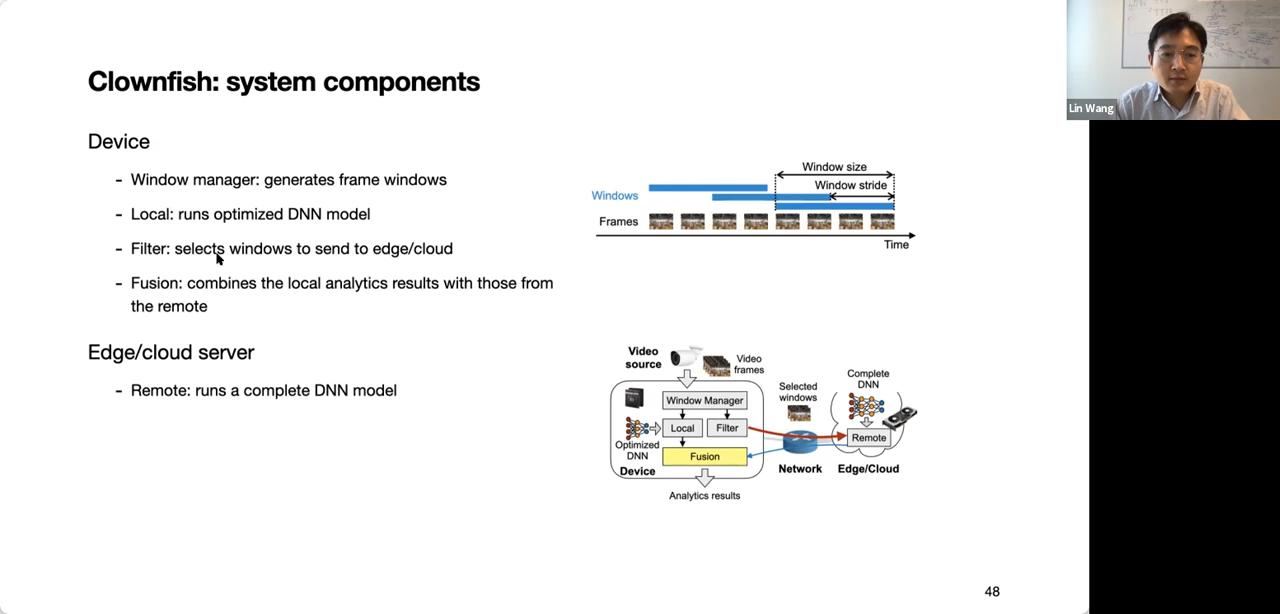 Clownfish: system components
Lin Wang
Device
- Window manager: generates frame windows
- Local: runs optimized DNN model
- Filter: selects windows to send to edge/cloud
- Fusion: combines the local analytics results with those from
the remote
Edge/cloud server
- Remote: runs a complete DNN model
Window size
Window stride
Windows
Frames
Time
Video
source
Video
frames
Window Manager
Local
Filter
Optimized
DNN
Fusion
Device
Analytics results
Selected
windows
Network
Complete
DNN
Remote
Edge/Cloud
48